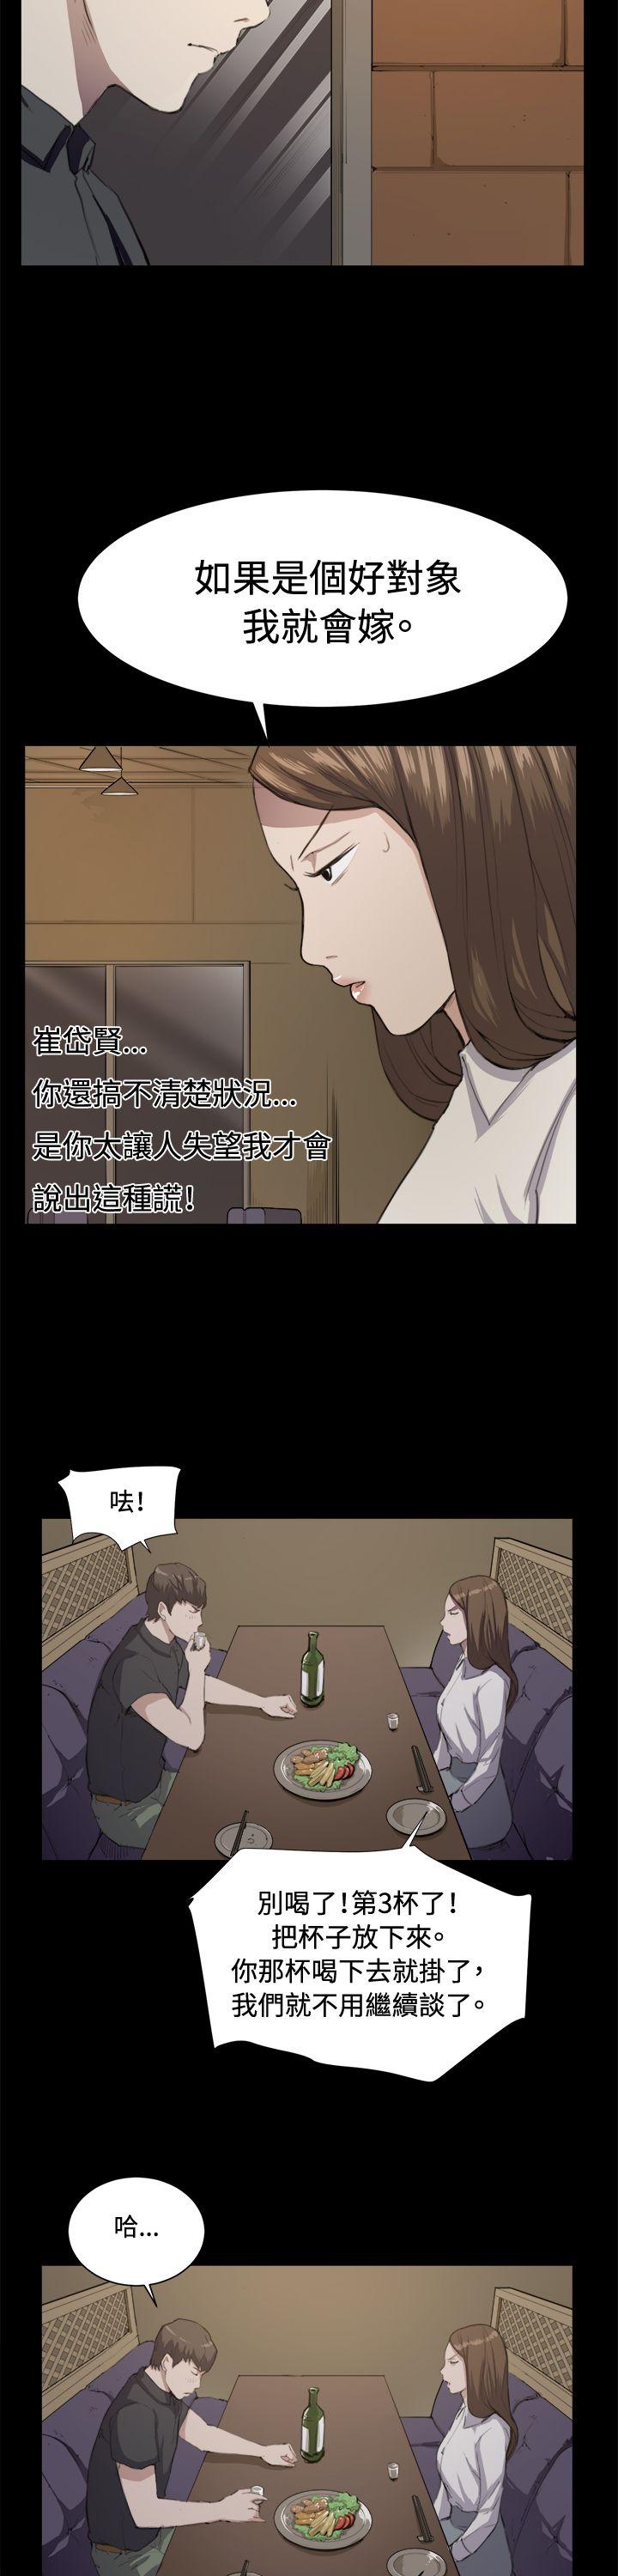 如果是個好對象
我就會嫁。
崔岱賢...
你還搞不清楚狀況...
是你太讓人失望我才會
說出這種謊!
呿!
別喝了!第3杯了!
把杯子放下來。
你那杯喝下去就掛了,
我們就不用繼續談了。
哈...